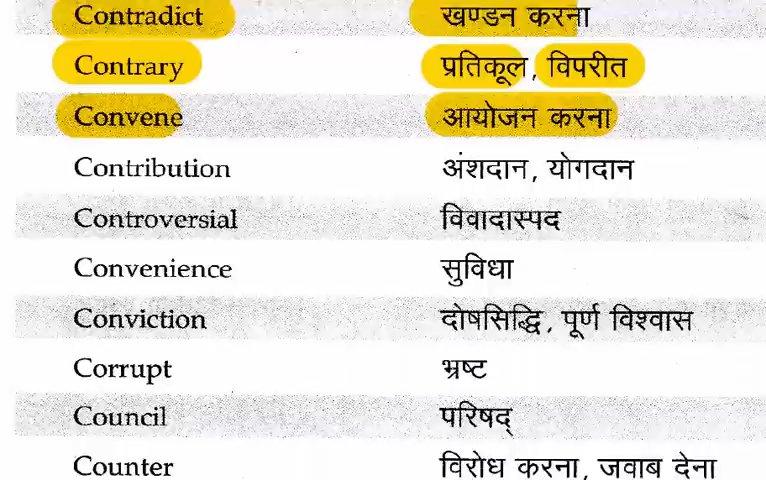 Contradict खण्डन करना
Contrary प्रतिकूल, विपरीत
Convene आयोजन करना
Contribution अंशदान, योगदान
Controversial विवादास्पद
Convenience सुविधा
Conviction दोषसिद्धि, पूर्ण विश्वास
Corrupt भ्रष्ट
Council परिषद्
Counter विरोध करना, जवाब देना